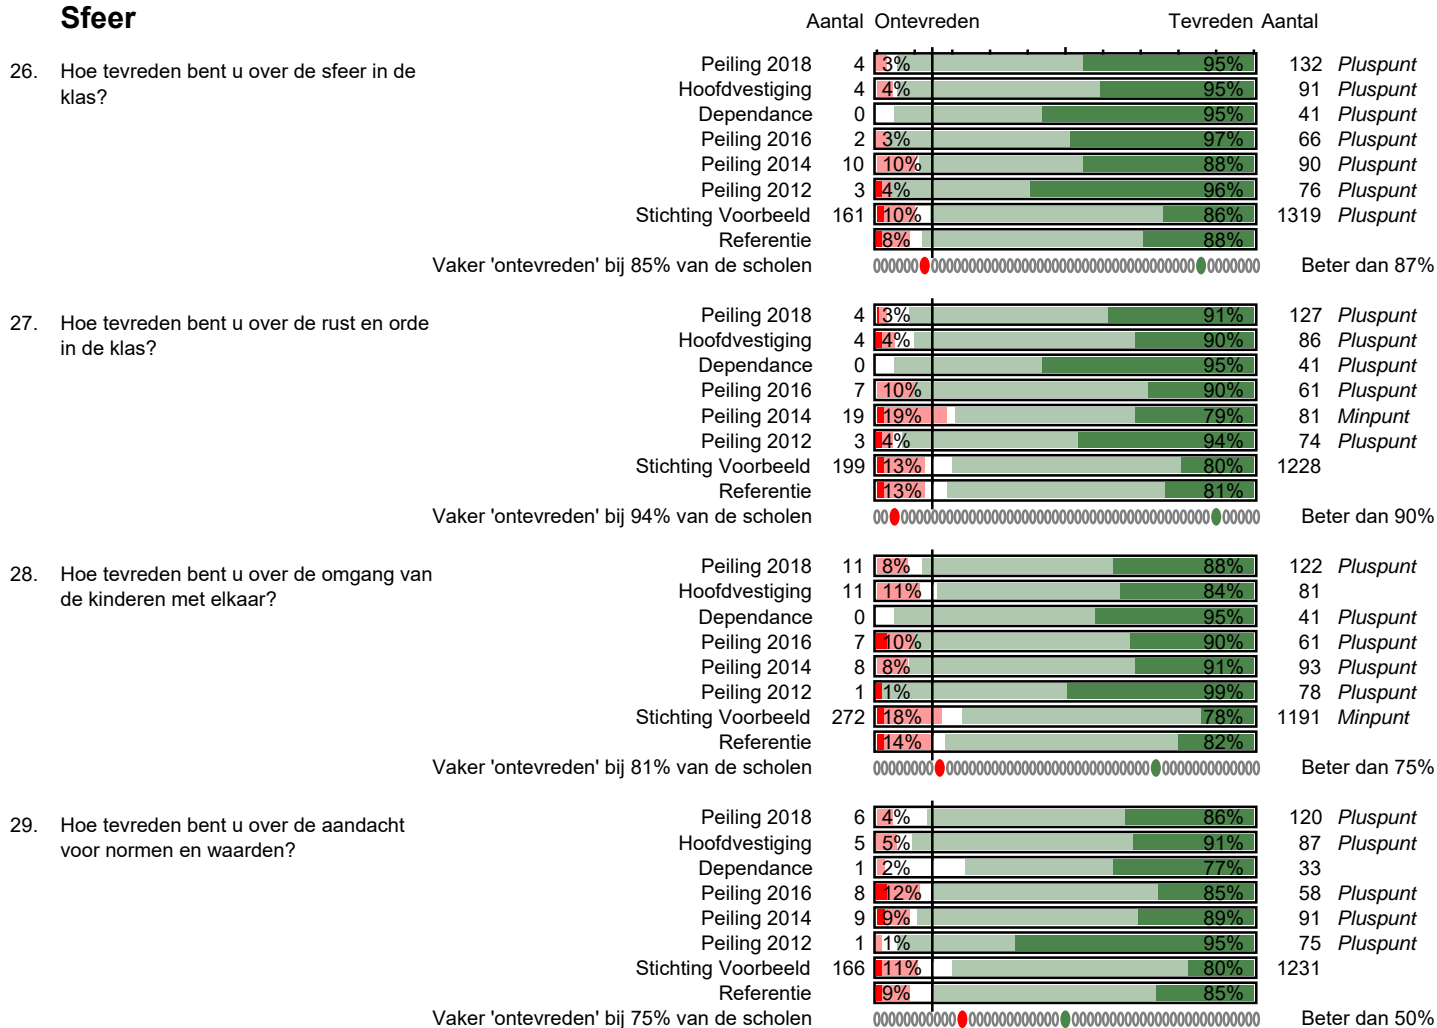 Sfeer
Aantal Ontevreden Tevreden Aantal
26. Hoe tevreden bent u over de sfeer in de
klas?
Peiling 2018 4 3% 95% 132 Pluspunt
Hoofdvestiging 4 4% 95% 91 Pluspunt
Dependance 0 95% 41 Pluspunt
Peiling 2016 2 3% 97% 66 Pluspunt
Peiling 2014 10 10% 88% 90 Pluspunt
Peiling 2012 3 4% 96% 76 Pluspunt
Stichting Voorbeeld 161 10% 86% 1319 Pluspunt
Referentie 8% 88%
Vaker 'ontevreden' bij 85% van de scholen Beter dan 87%
27. Hoe tevreden bent u over de rust en orde
in de klas?
Peiling 2018 4 3% 91% 127 Pluspunt
Hoofdvestiging 4 4% 90% 86 Pluspunt
Dependance 0 95% 41 Pluspunt
Peiling 2016 7 10% 90% 61 Pluspunt
Peiling 2014 19 19% 79% 81 Minpunt
Peiling 2012 3 4% 94% 74 Pluspunt
Stichting Voorbeeld 199 13% 80% 1228
Referentie 13% 81%
Vaker 'ontevreden' bij 94% van de scholen Beter dan 90%
28. Hoe tevreden bent u over de omgang van
de kinderen met elkaar?
Peiling 2018 11 8% 88% 122 Pluspunt
Hoofdvestiging 11 11% 84% 81
Dependance 0 95% 41 Pluspunt
Peiling 2016 7 10% 90% 61 Pluspunt
Peiling 2014 8 8% 91% 93 Pluspunt
Peiling 2012 1 1% 99% 78 Pluspunt
Stichting Voorbeeld 272 18% 78% 1191 Minpunt
Referentie 14% 82%
Vaker 'ontevreden' bij 81% van de scholen Beter dan 75%
29. Hoe tevreden bent u over de aandacht
voor normen en waarden?
Peiling 2018 6 4% 86% 120 Pluspunt
Hoofdvestiging 5 5% 91% 87 Pluspunt
Dependance 1 2% 77% 33
Peiling 2016 8 12% 85% 58 Pluspunt
Peiling 2014 9 9% 89% 91 Pluspunt
Peiling 2012 1 1% 95% 75 Pluspunt
Stichting Voorbeeld 166 11% 80% 1231
Referentie 9% 85%
Vaker 'ontevreden' bij 75% van de scholen Beter dan 50%